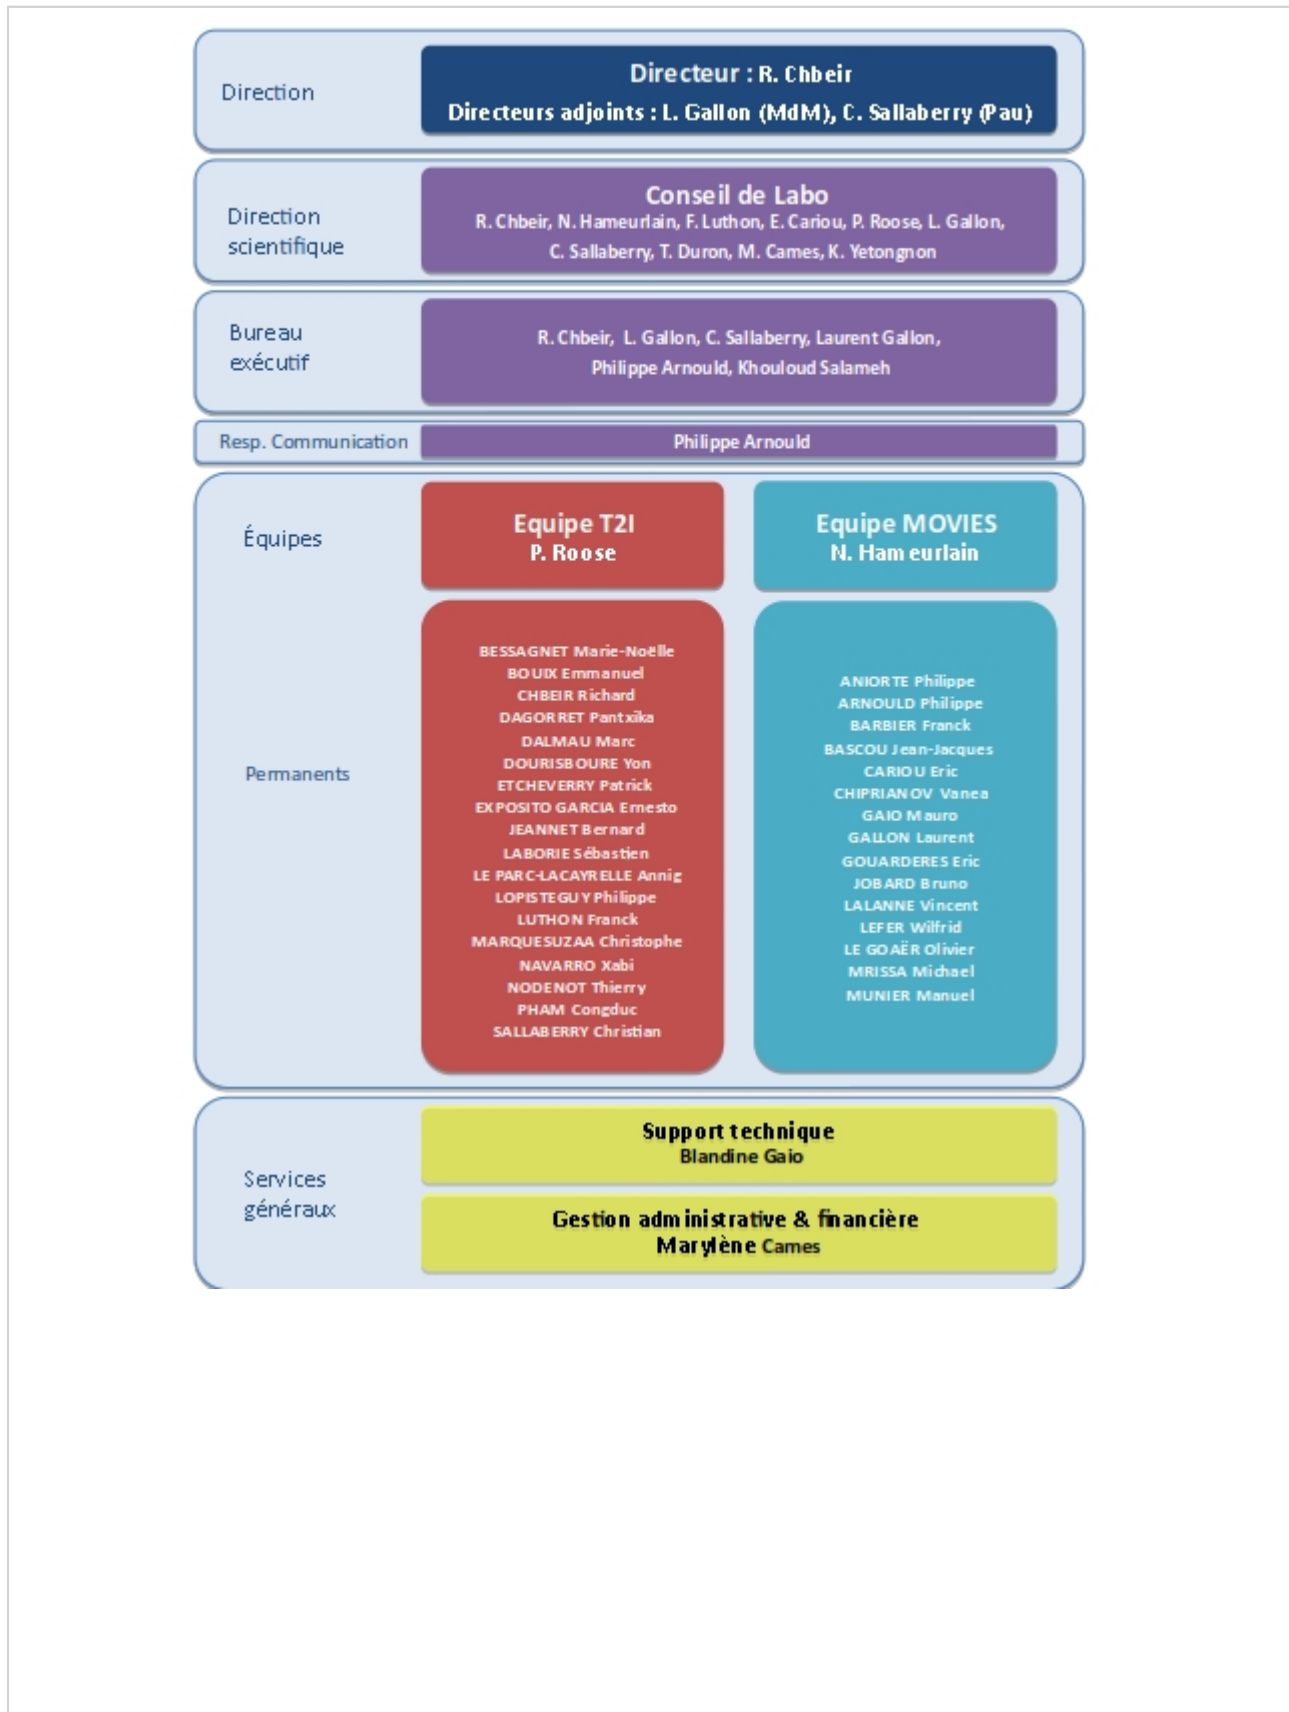 Direction
Directeur : R. Chbeir
Directeurs adjoints : L. Gallon (MdM), C. Sallaberry (Pau)
Direction
scientifique
Conseil de Labo
R. Chbeir, N. Hameurlain, F. Luthon, E. Cariou, P. Roose, L. Gallon,
C. Sallaberry, T. Duron, M. Cames, K. Yetongnon
Bureau
exécutif
R. Chbeir, L. Gallon, C. Sallaberry, Laurent Gallon,
Philippe Arnould, Khouloud Salameh
Resp. Communication
Philippe Arnould
Équipes
Equipe T2I
P. Roose
Equipe MOVIES
N. Hameurlain
Permanents
BESSAGNET Marie-Noëlle
BOUIX Emmanuel
CHBEIR Richard
DAGORRET Pantxika
DALMAU Marc
DOURISBOURE Yon
ETCHEVERRY Patrick
EXPOSITO GARCIA Ernesto
JEANNET Bernard
LABORIE Sébastien
LE PARC-LACAYRELLE Annig
LOPISTEGUY Philippe
LUTHON Franck
MARQUESUZAA Christophe
NAVARRO Xabi
NODENOT Thierry
PHAM Congduc
SALLABERRY Christian
ANIORTE Philippe
ARNOULD Philippe
BARBIER Franck
BASCOU Jean-Jacques
CARIOU Eric
CHIPRIANOV Vanea
GAIO Mauro
GALLON Laurent
GOUARDERES Eric
JOBARD Bruno
LALANNE Vincent
LEFER Wilfrid
LE GOAËR Olivier
MRISSA Michael
MUNIER Manuel
Services
généraux
Support technique
Blandine Gaio
Gestion administrative & financière
Marylène Cames